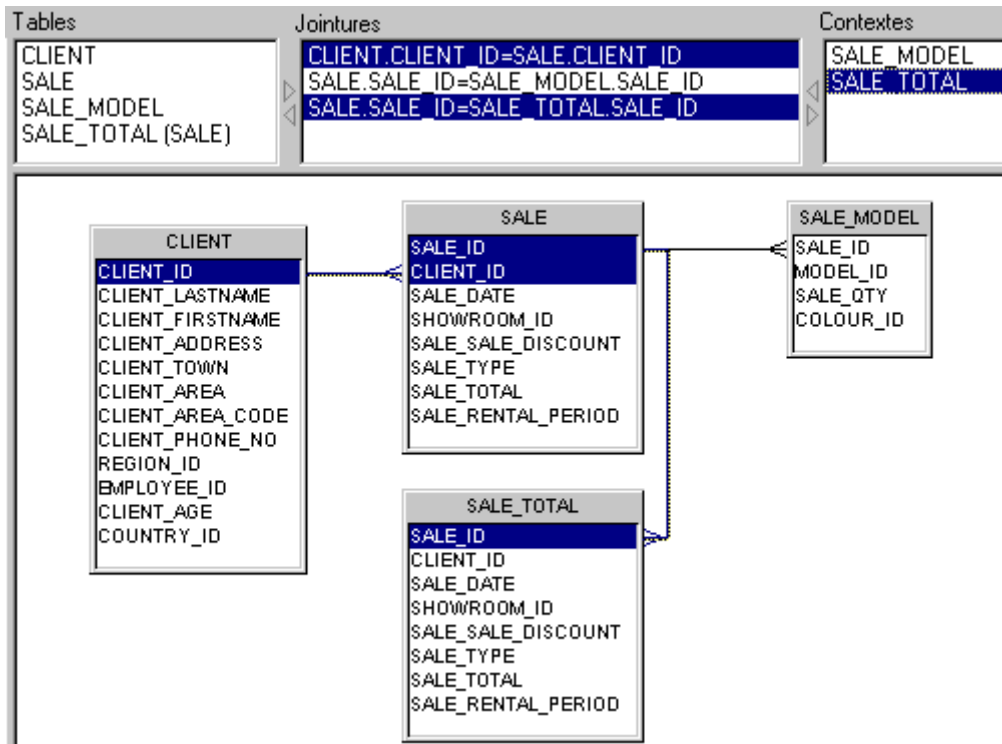 Tables
Jointures
Contextes
CLIENT
SALE
SALE_MODEL
SALE_TOTAL (SALE)
CLIENT.CLIENT_ID=SALE.CLIENT_ID
SALE.SALE_ID=SALE_MODEL.SALE_ID
SALE.SALE_ID=SALE_TOTAL.SALE_ID
SALE_MODEL
SALE_TOTAL
CLIENT
CLIENT_ID
CLIENT_LASTNAME
CLIENT_FIRSTNAME
CLIENT_ADDRESS
CLIENT_TOWN
CLIENT_AREA
CLIENT_AREA_CODE
CLIENT_PHONE_NO
REGION_ID
EMPLOYEE_ID
CLIENT_AGE
COUNTRY_ID
SALE
SALE_ID
CLIENT_ID
SALE_DATE
SHOWROOM_ID
SALE_SALE_DISCOUNT
SALE_TYPE
SALE_TOTAL
SALE_RENTAL_PERIOD
SALE_MODEL
SALE_ID
MODEL_ID
SALE_QTY
COLOUR_ID
SALE_TOTAL
SALE_ID
CLIENT_ID
SALE_DATE
SHOWROOM_ID
SALE_SALE_DISCOUNT
SALE_TYPE
SALE_TOTAL
SALE_RENTAL_PERIOD